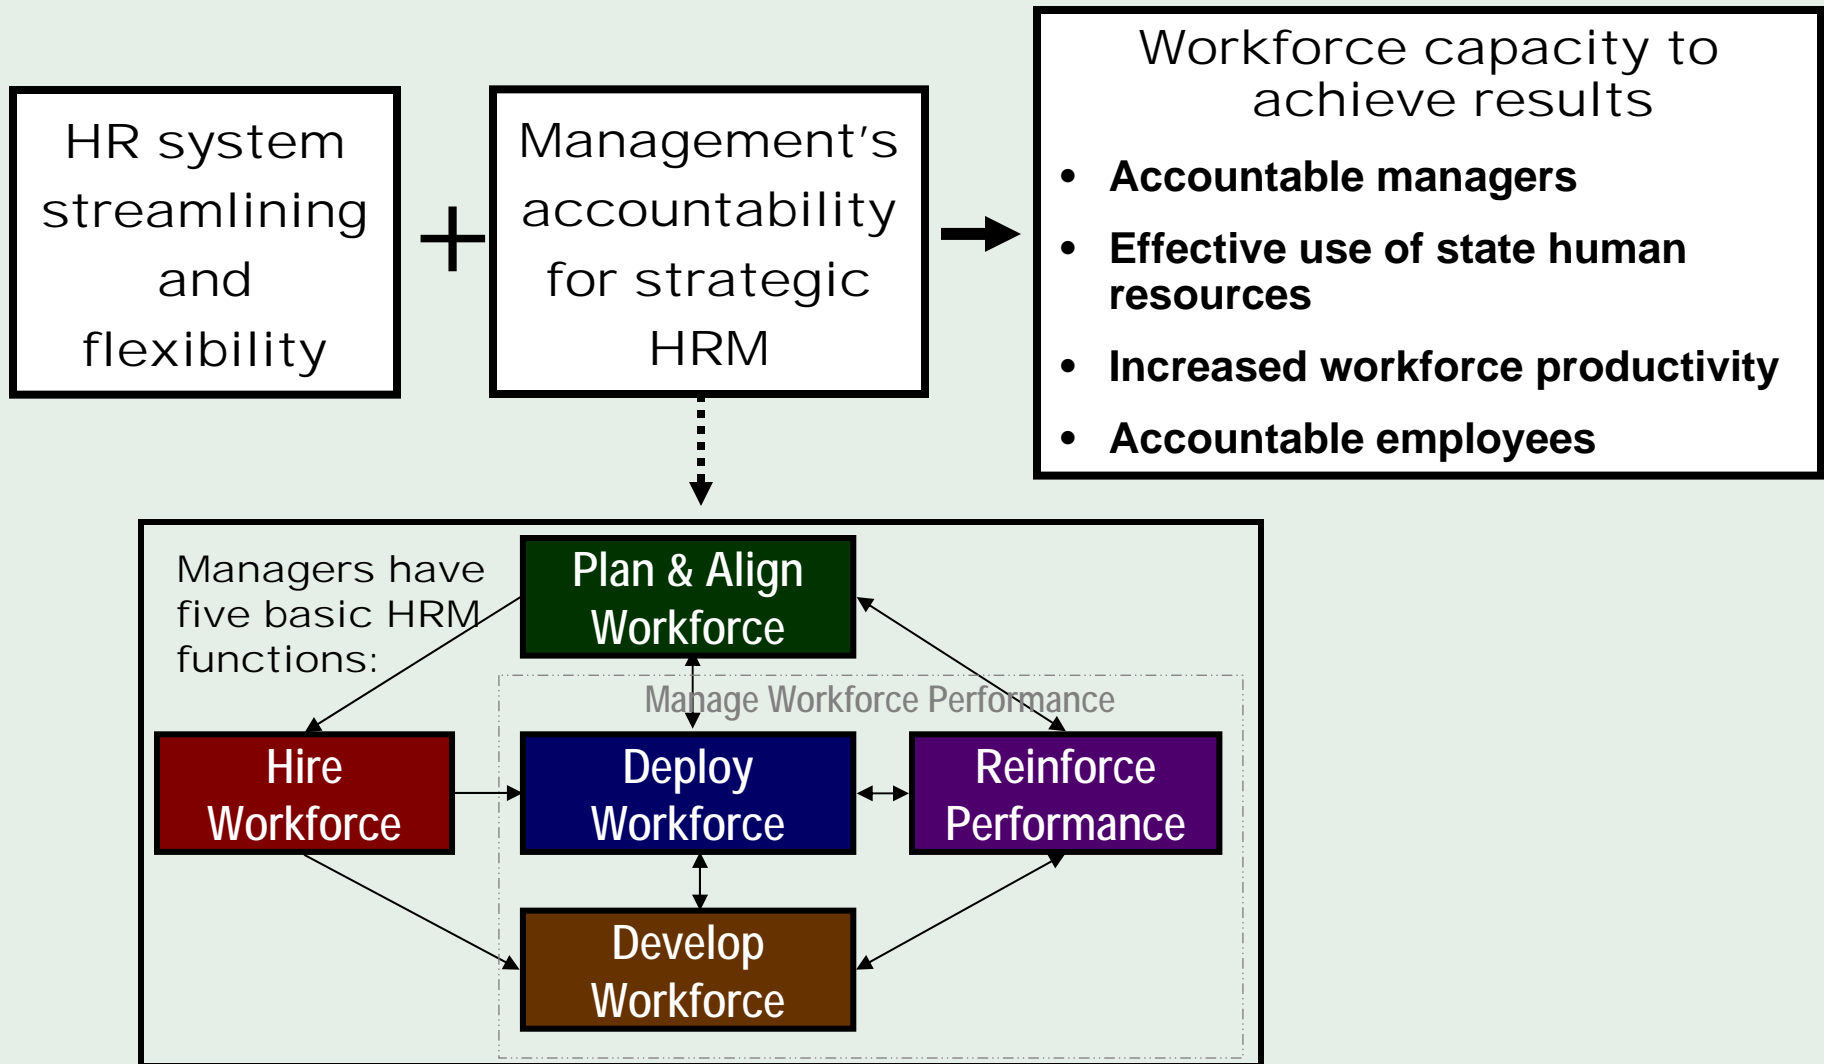 HR system
streamlining
and
flexibility
+
Management's
accountability
for strategic
HRM
Workforce capacity to
achieve results
• Accountable managers
• Effective use of state human
resources
• Increased workforce productivity
• Accountable employees
Managers have
five basic HRM
functions:
Plan & Align
Workforce
Manage Workforce Performance
Hire
Workforce
Deploy
Workforce
Reinforce
Performance
Develop
Workforce